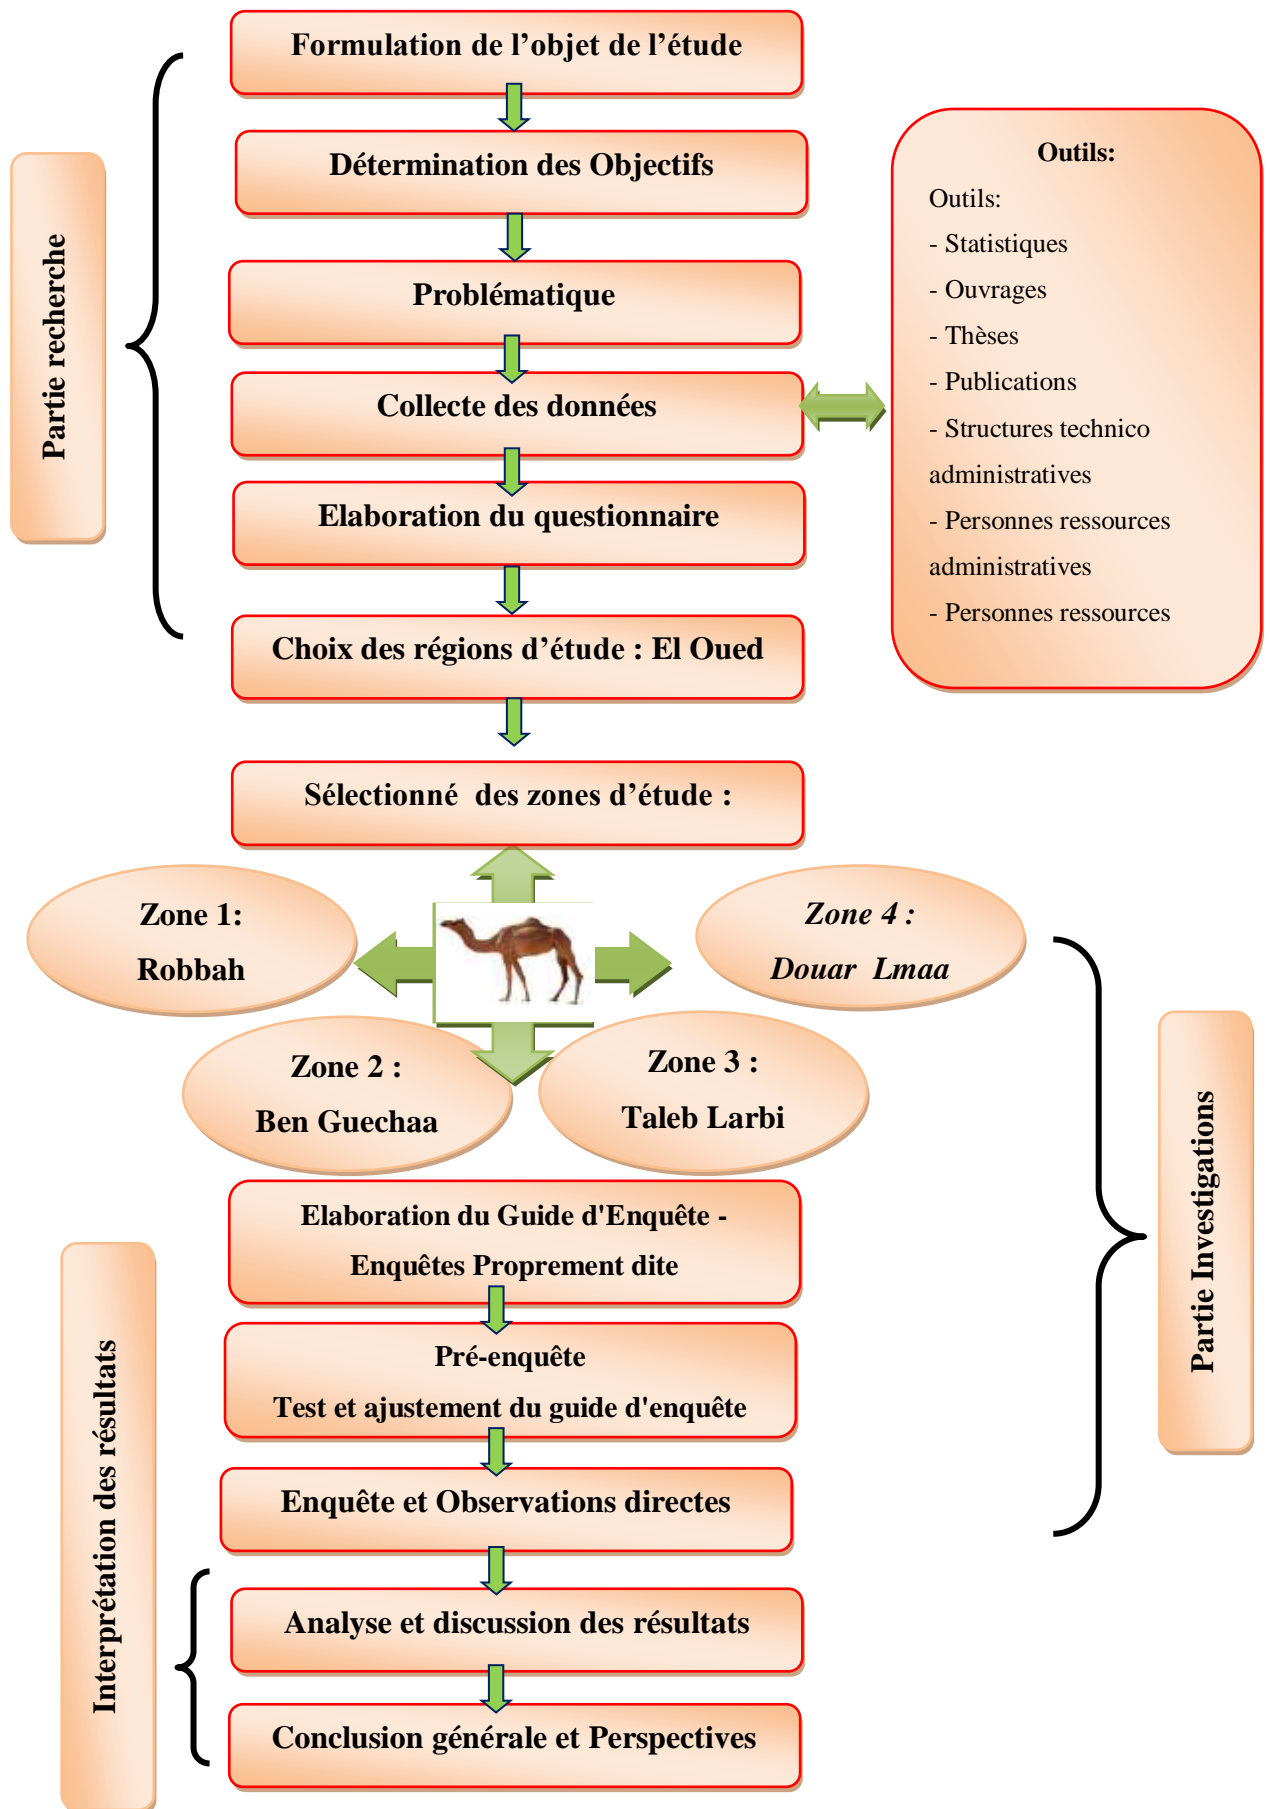 Formulation de l’objet de l’étude
Détermination des Objectifs
Problématique
Collecte des données
Elaboration du questionnaire
Choix des régions d’étude : El Oued
Partie recherche
Outils:
Outils:
- Statistiques
- Ouvrages
- Thèses
- Publications
- Structures technico
administratives
- Personnes ressources
administratives
- Personnes ressources
Sélectionné des zones d’étude :
Zone 1:
Robbah
Zone 2 :
Ben Guechaa
Zone 3 :
Taleb Larbi
Zone 4 :
Douar Lmaa
Elaboration du Guide d'Enquête -
Enquêtes Proprement dite
Pré-enquête
Test et ajustement du guide d'enquête
Enquête et Observations directes
Partie Investigations
Analyse et discussion des résultats
Conclusion générale et Perspectives
Interprétation des résultats